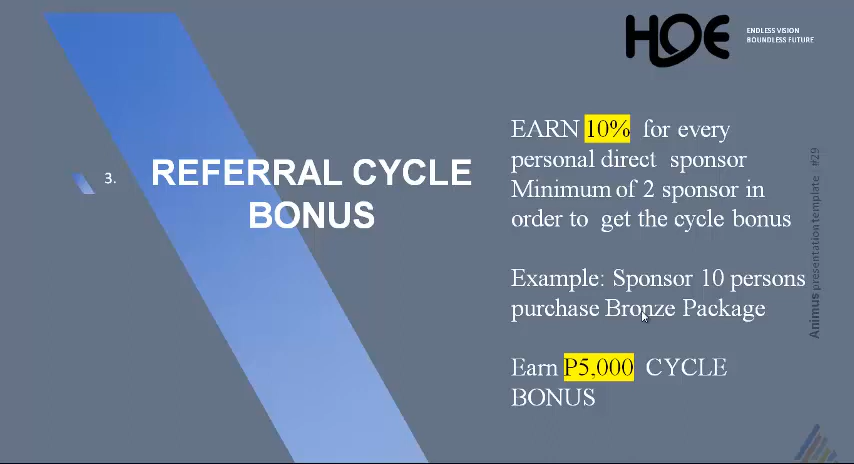 HOE
ENDLESS VISION
BOUNDLESS FUTURE
3.
REFERRAL CYCLE
BONUS
EARN 10% for every
personal direct sponsor
Minimum of 2 sponsor in
order to get the cycle bonus
Example: Sponsor 10 persons
purchase Bronze Package
Earn P5,000 CYCLE
BONUS
Animus presentation template | #29